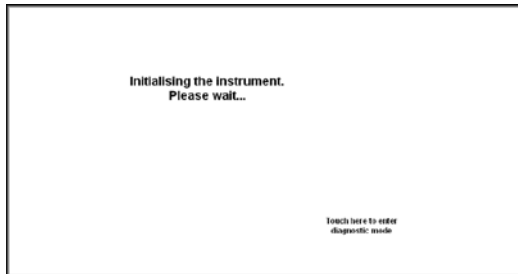 Initialising the instrument.
Please wait...
Touch here to enter
diagnostic mode